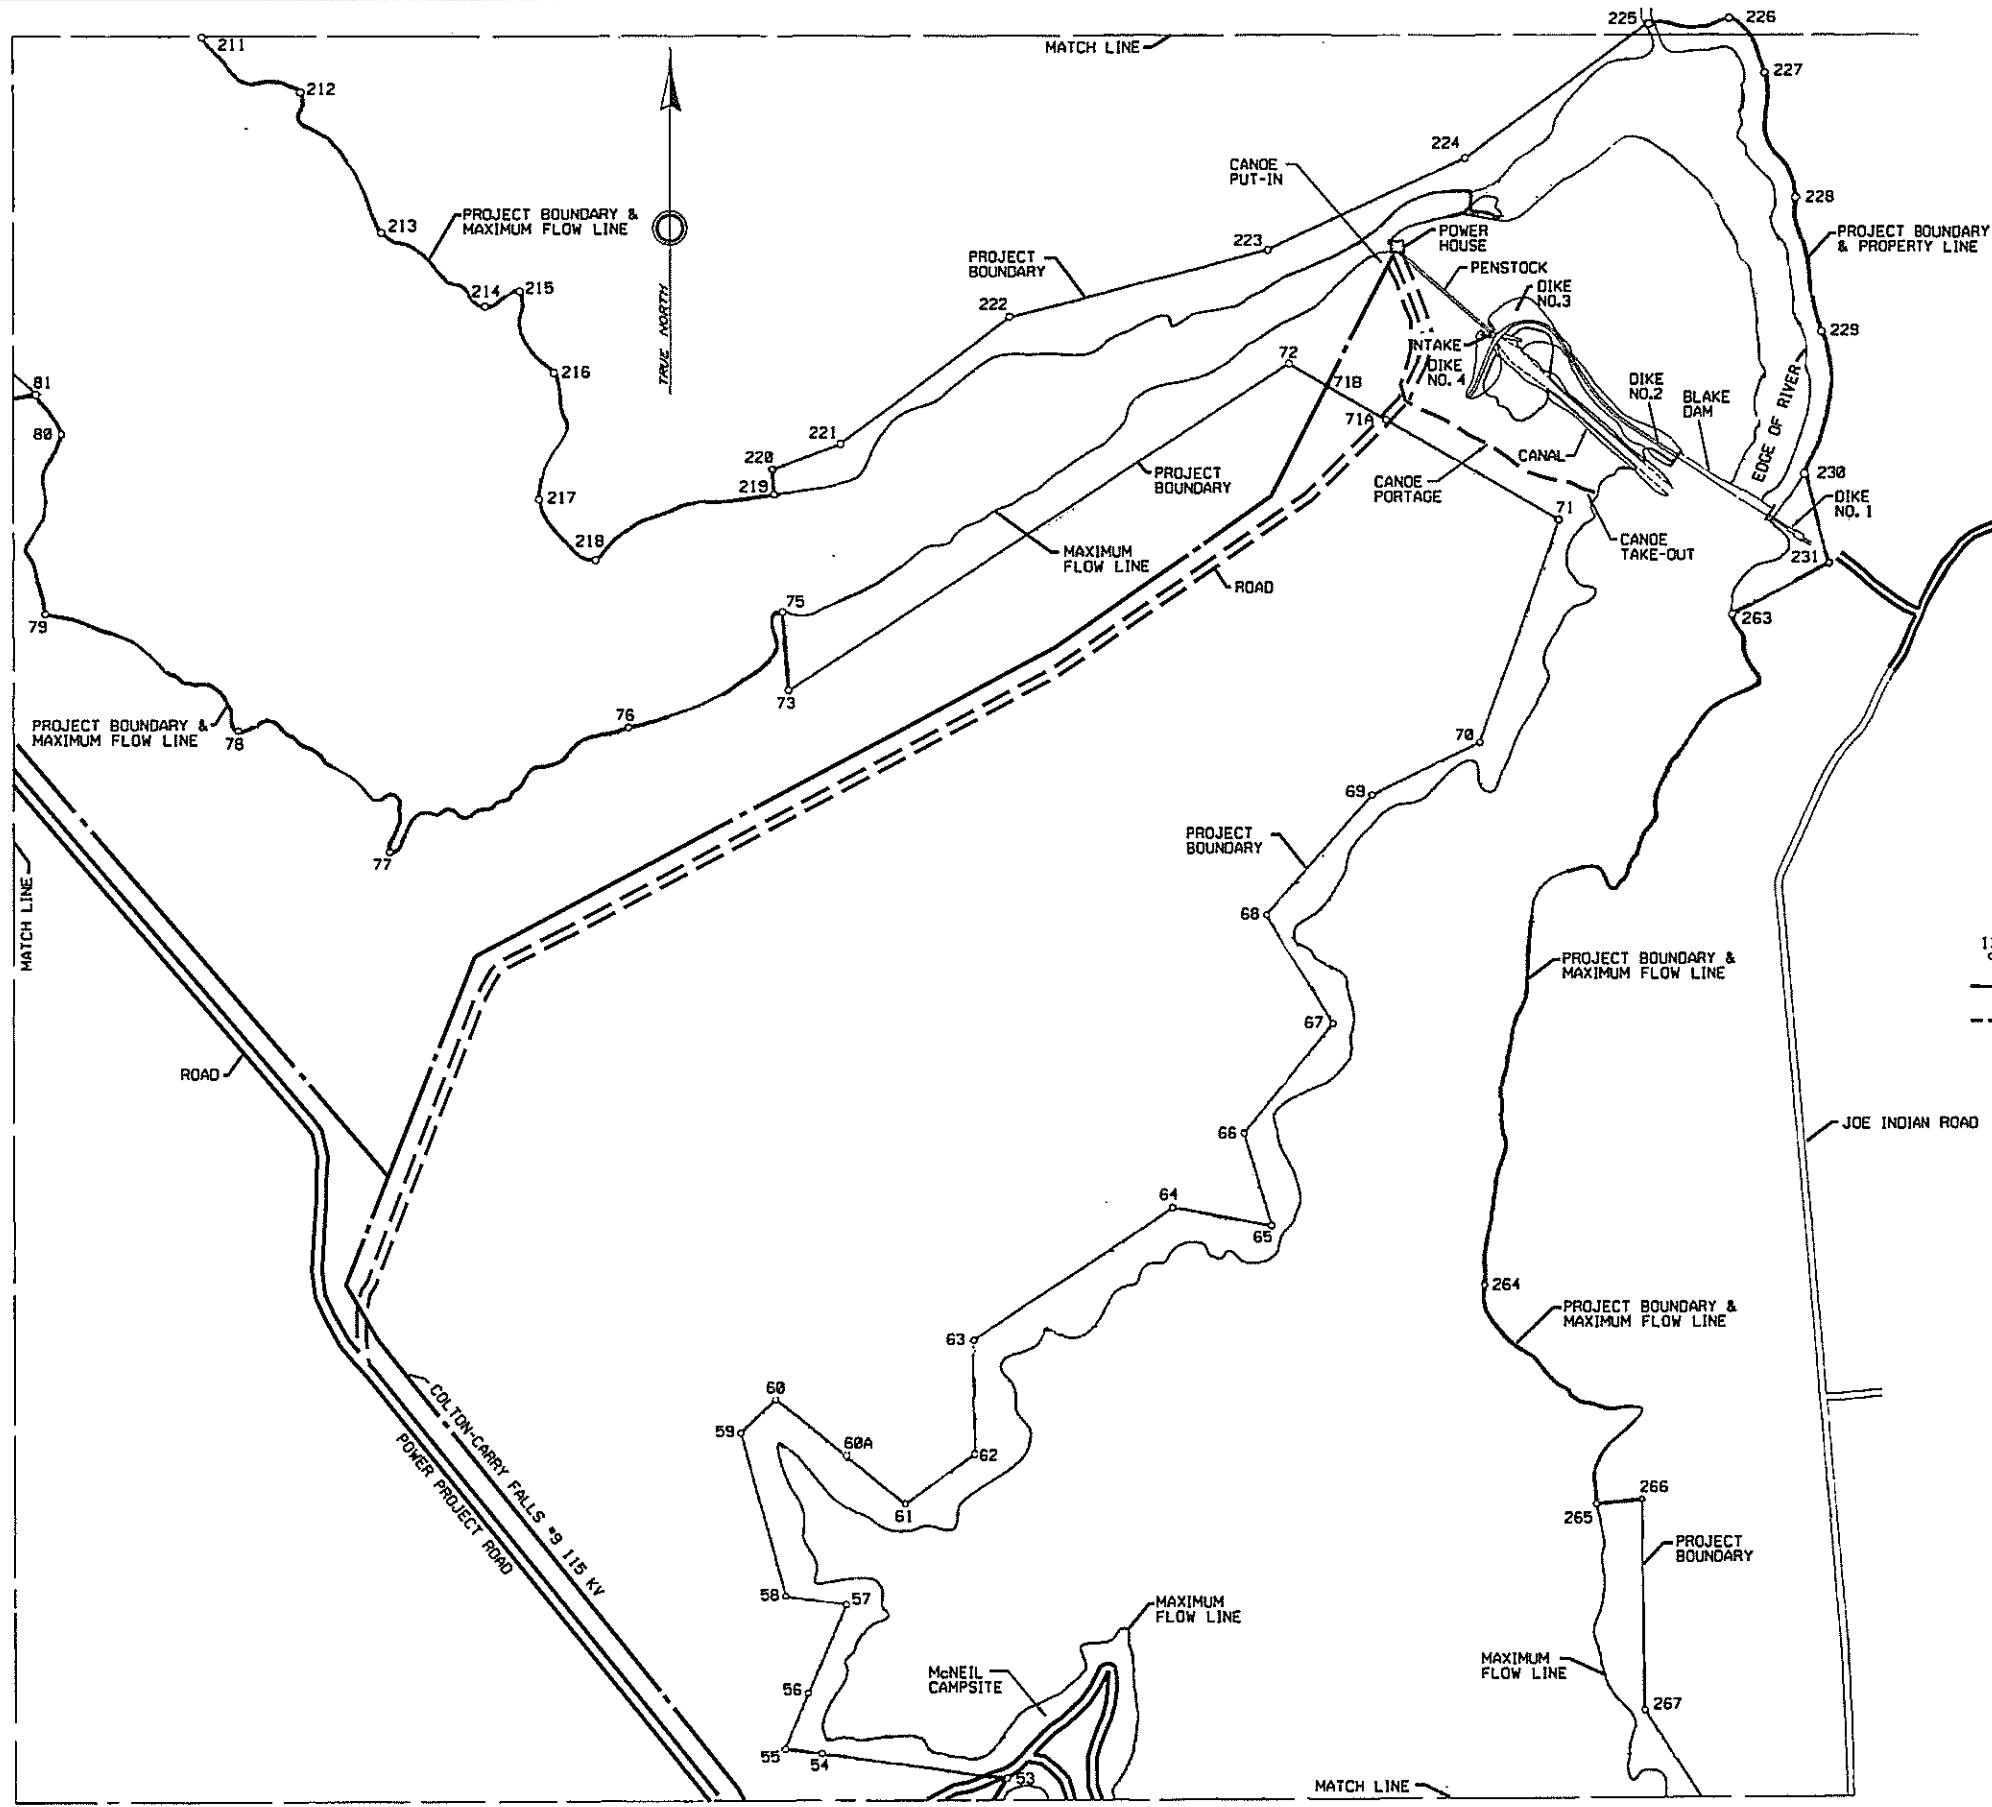 225
226
211
MATCH LINE
227
212
224
CANOE
PUT-IN
228
213
PROJECT BOUNDARY &
MAXIMUM FLOW LINE
223
POWER
HOUSE
PROJECT BOUNDARY
& PROPERTY LINE
PROJECT
BOUNDARY
PENSTOCK
214
215
DIKE
NO.3
TRUE NORTH
222
229
INTAKE
72
DIKE
NO. 4
216
81
71B
DIKE
NO.2
BLAKE
DAM
EDGE OF RIVER
71A
80
221
220
219
PROJECT
BOUNDARY
CANAL
CANOE
PORTAGE
230
217
DIKE
NO. 1
71
218
CANOE
TAKE-OUT
MAXIMUM
FLOW LINE
231
ROAD
75
79
263
73
76
PROJECT BOUNDARY &
MAXIMUM FLOW LINE
78
70
69
PROJECT
BOUNDARY
77
MATCH LINE
68
PROJECT BOUNDARY &
MAXIMUM FLOW LINE
67
ROAD
JOE INDIAN ROAD
66
64
65
264
PROJECT BOUNDARY &
MAXIMUM FLOW LINE
63
60
COLTON-CARRY FALLS #9 115 KV
POWER PROJECT ROAD
59
60A
62
61
266
265
PROJECT
BOUNDARY
58
57
MAXIMUM
FLOW LINE
McNEIL
CAMPSITE
MAXIMUM
FLOW LINE
56
267
55
54
53
MATCH LINE